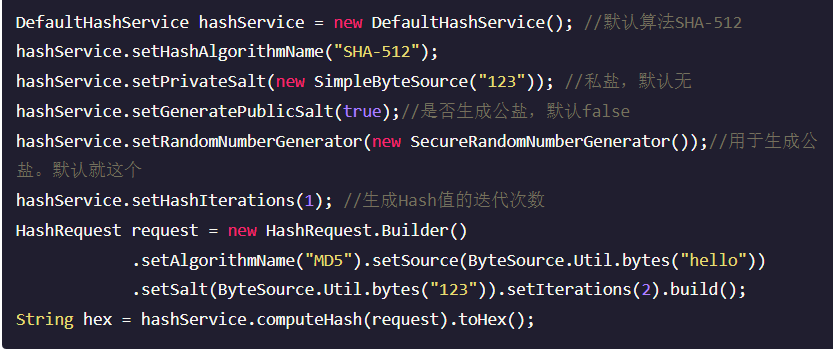 DefaultHashService hashService = new DefaultHashService(); //默认算法SHA-512
hashService.setHashAlgorithmName("SHA-512");
hashService.setPrivateSalt(new SimpleByteSource("123")); //私盐，默认无
hashService.setGeneratePublicSalt(true);//是否生成公盐，默认false
hashService.setRandomNumberGenerator(new SecureRandomNumberGenerator());//用于生成公
盐。默认就这个
hashService.setHashIterations(1); //生成Hash值的迭代次数
HashRequest request = new HashRequest.Builder()
.setAlgorithmName("MD5").setSource(ByteSource.Util.bytes("hello"))
.setSalt(ByteSource.Util.bytes("123")).setIterations(2).build();
String hex = hashService.computeHash(request).toHex();